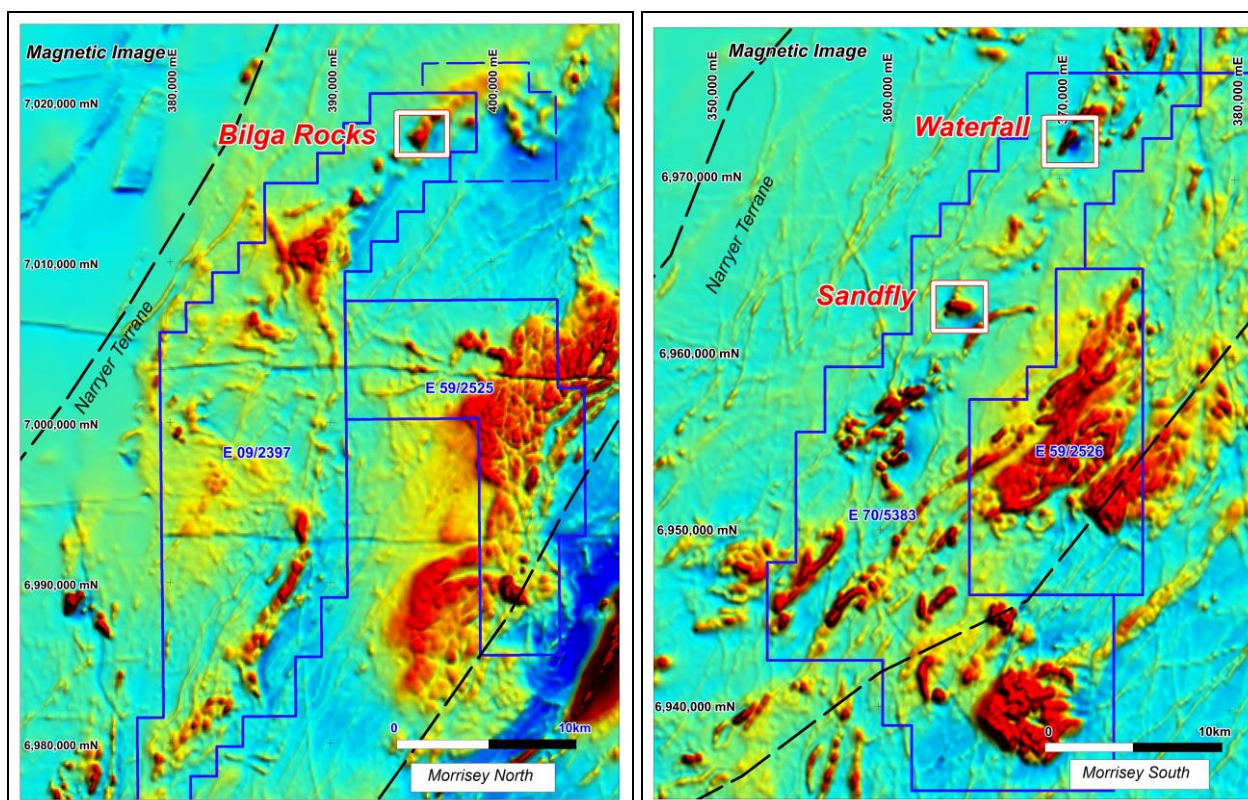 Magnetic Image
380,000 mE
390,000 mE
400,000 mE
7,020,000 mN
Bilga Rocks
7,010,000 mN
Narryer Terrane
E 59/2525
7,000,000 mN
E 09/2397
6,990,000 mN
0
10km
6,980,000 mN
Morrisey North
Magnetic Image
350,000 mE
360,000 mE
370,000 mE
380,000 mE
Waterfall
6,970,000 mN
Narryer Terrane
Sandfly
6,960,000 mN
E 59/2526
E 70/5383
6,950,000 mN
6,940,000 mN
0
10km
Morrisey South